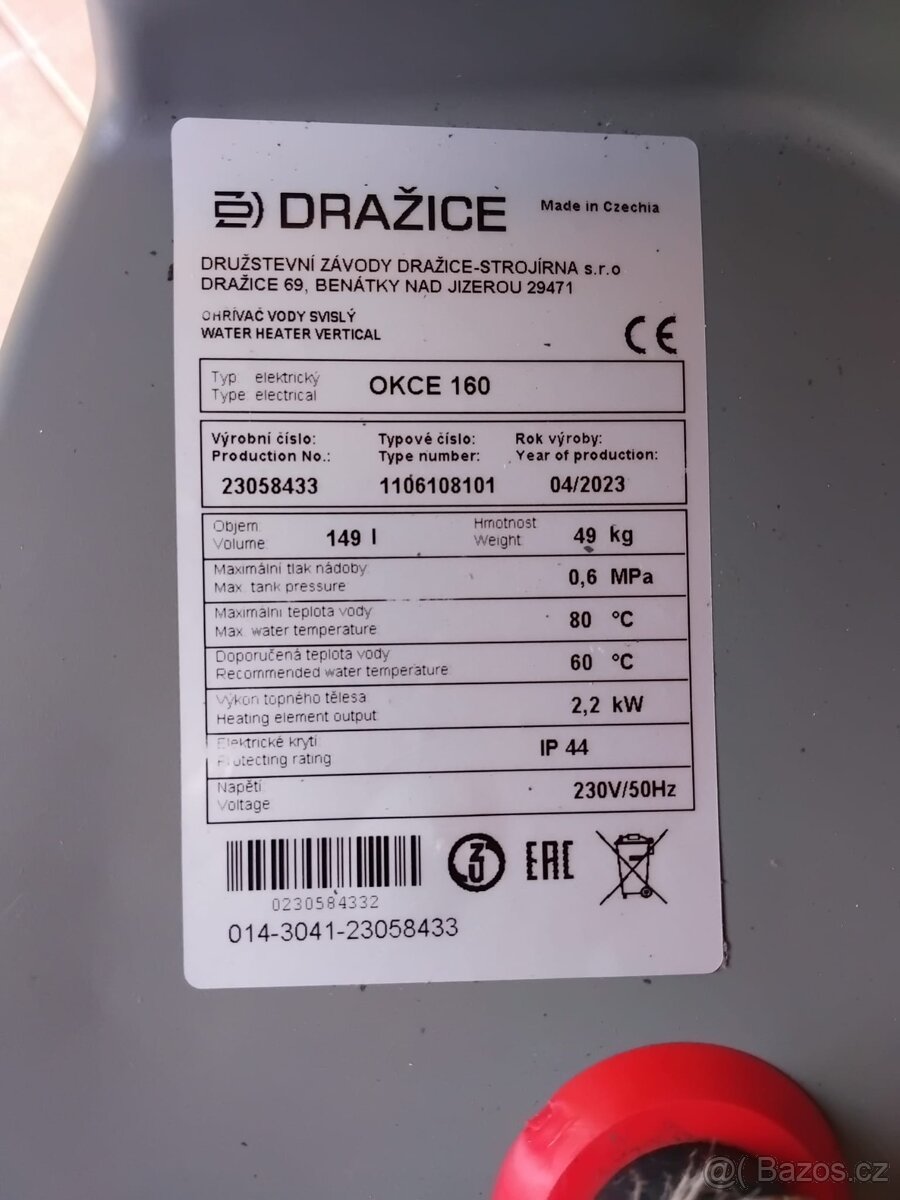 DRAŽICE Made in Czechia
DRUŽSTEVNÍ ZÁVODY DRAŽICE-STROJÍRNA s.r.o
DRAŽICE 69, BENÁTKY NAD JIZEROU 29471
OHŘÍVAČ VODY SVISLÝ
WATER HEATER VERTICAL
CE
Typ: elektrický
Type: electrical
OKCE 160
Výrobní číslo: Typové číslo: Rok výroby:
Production No.: Type number: Year of production:
23058433 1106108101 04/2023
Objem: Hmotnost
Volume: 149 l Weight: 49 kg
Maximální tlak nádoby
Max. tank pressure
0,6 MPa
Maximální teplota vody
Max. water temperature
80 °C
Doporučená teplota vody
Recommended water temperature
60 °C
Výkon topného tělesa
Heating element output
2,2 kW
Elektrické krytí
Protecting rating
IP 44
Napětí
Voltage
230V/50Hz
EAC
0230584332
014-3041-23058433
@( Bazos.cz